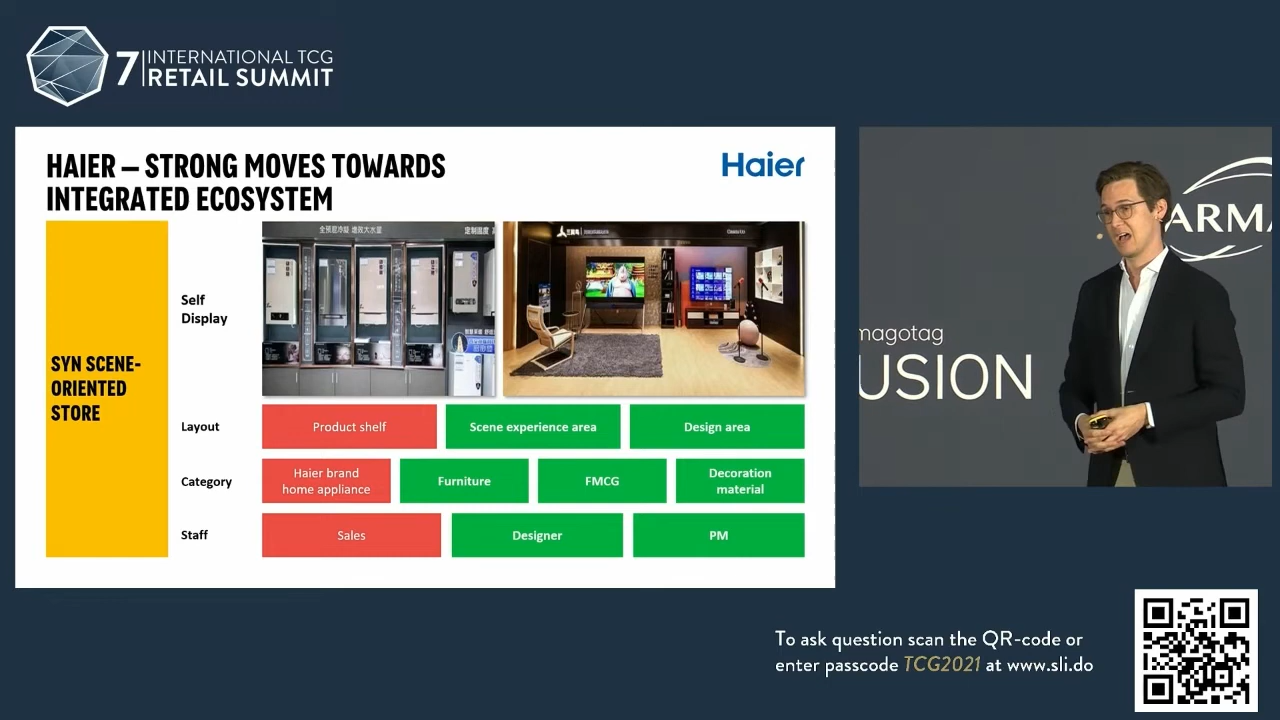 7
INTERNATIONAL TCG
RETAIL SUMMIT
HAIER – STRONG MOVES TOWARDS
INTEGRATED ECOSYSTEM
Haier
SYN SCENE-
ORIENTED
STORE
Self
Display
Layout
Product shelf
Scene experience area
Design area
Category
Haier brand
home appliance
Furniture
FMCG
Decoration
material
Staff
Sales
Designer
PM
ARMA
magotag
USION
To ask question scan the QR-code or
enter passcode TCG2021 at www.sli.do